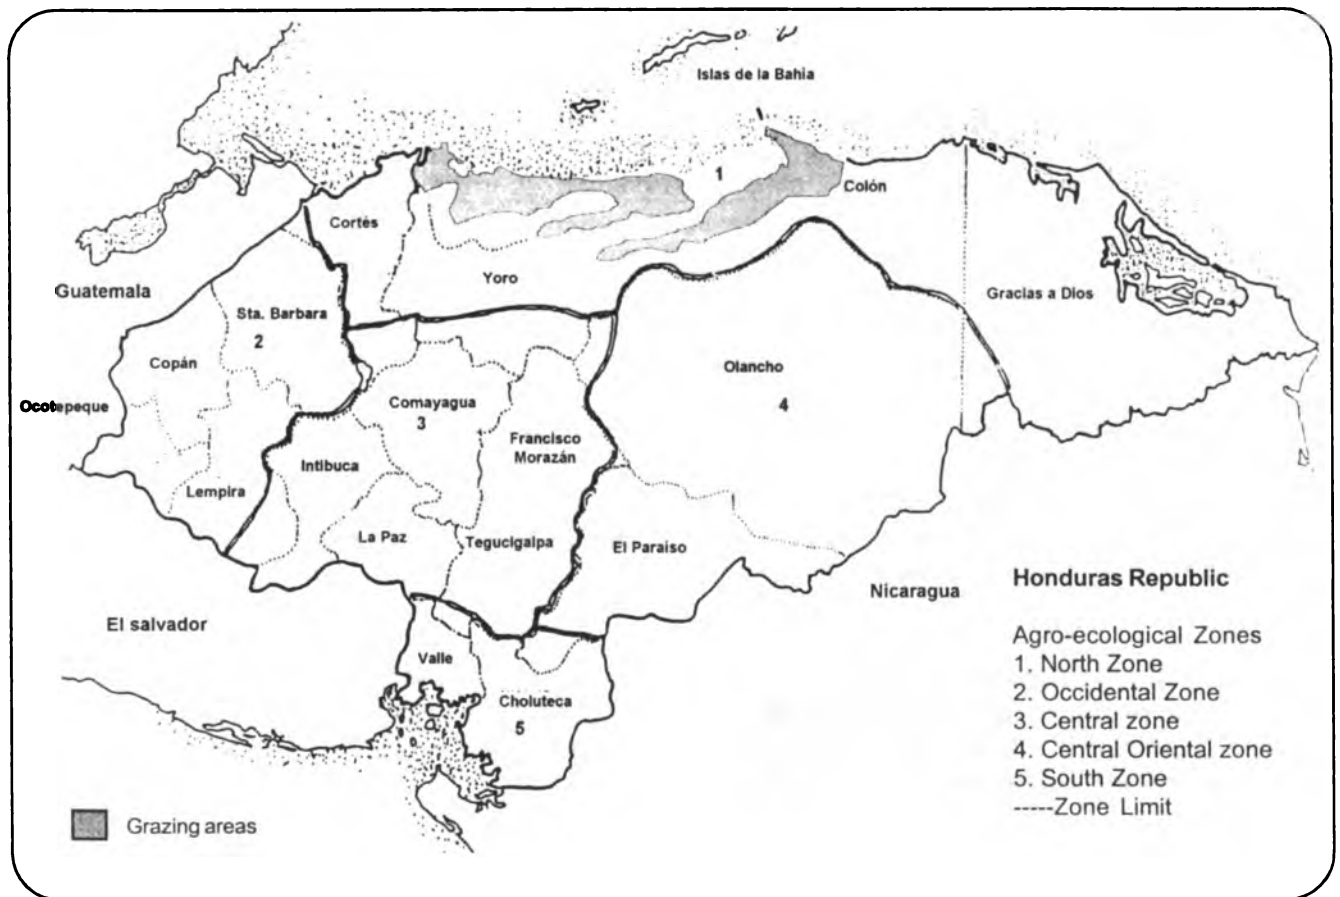 Islas de la Bahia
1
Colón
Cortés
Yoro
Gracias a Dios
Guatemala
Sta. Barbara
2
Copán
Olancho
4
Ocotepeque
Comayagua
3
Francisco
Morazán
Intibuca
Lempira
La Paz
Tegucigalpa
El Paraiso
Nicaragua
El salvador
Valle
Choluteca
5
Honduras Republic
Agro-ecological Zones
1. North Zone
2. Occidental Zone
3. Central zone
4. Central Oriental zone
5. South Zone
-----Zone Limit
Grazing areas